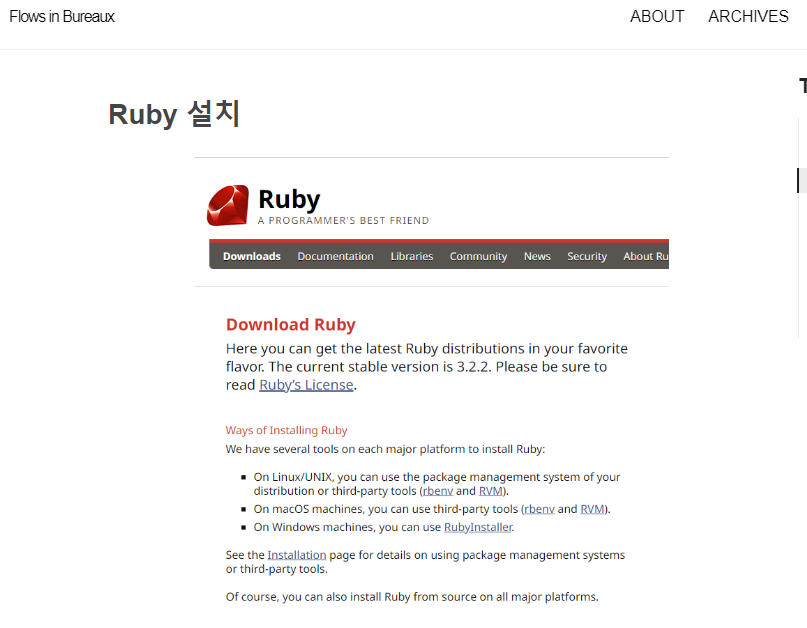 Flows in Bureaux
ABOUT
ARCHIVES
Ruby 설치
Ruby
A PROGRAMMER'S BEST FRIEND
Downloads
Documentation
Libraries
Community
News
Security
About Ru
Download Ruby
Here you can get the latest Ruby distributions in your favorite
flavor. The current stable version is 3.2.2. Please be sure to
read Ruby's License.
Ways of Installing Ruby
We have several tools on each major platform to install Ruby:
On Linux/UNIX, you can use the package management system of your
distribution or third-party tools (rbenv and RVM).
On macOS machines, you can use third-party tools (rbenv and RVM).
On Windows machines, you can use RubyInstaller.
See the Installation page for details on using package management systems
or third-party tools.
Of course, you can also install Ruby from source on all major platforms.